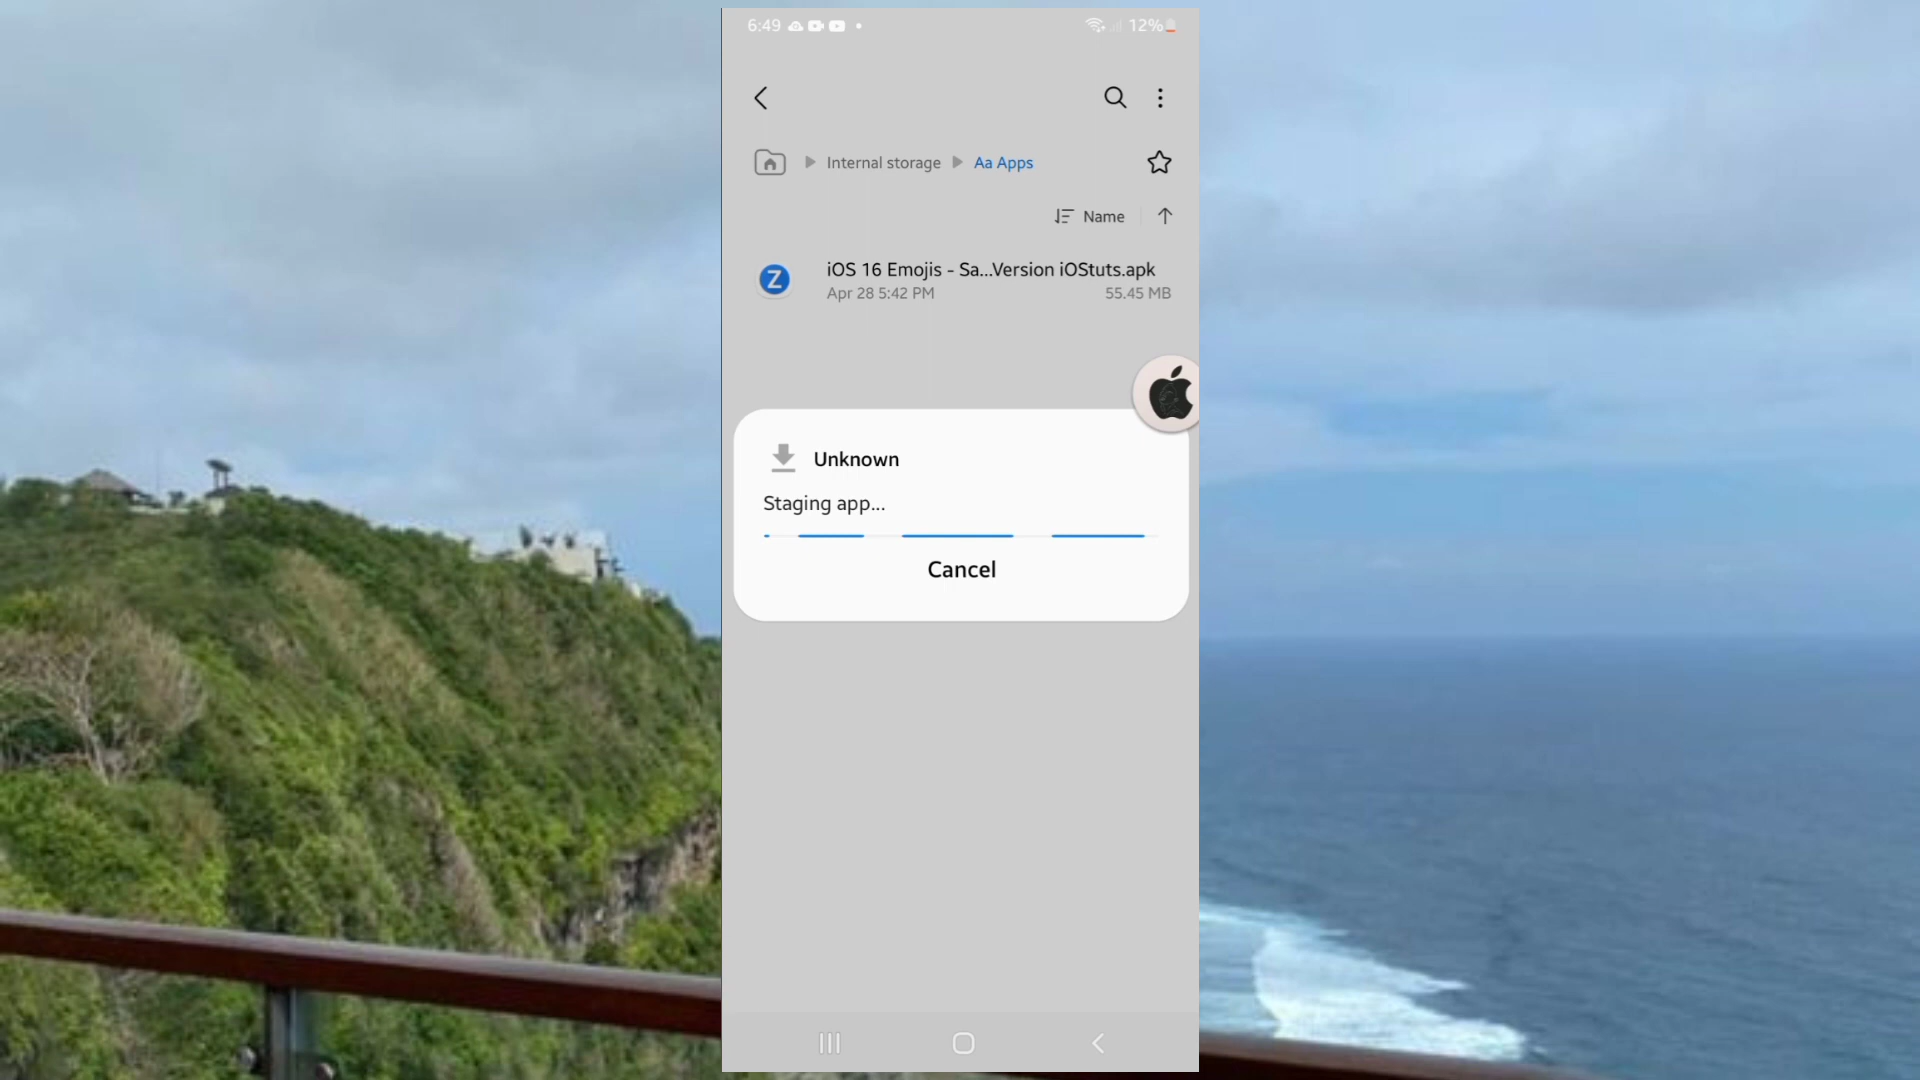 6:49
12%
Internal storage
Aa Apps
Name
iOS 16 Emojis - Sa...Version iOStuts.apk
Apr 28 5:42 PM
55.45 MB
Unknown
Staging app...
Cancel